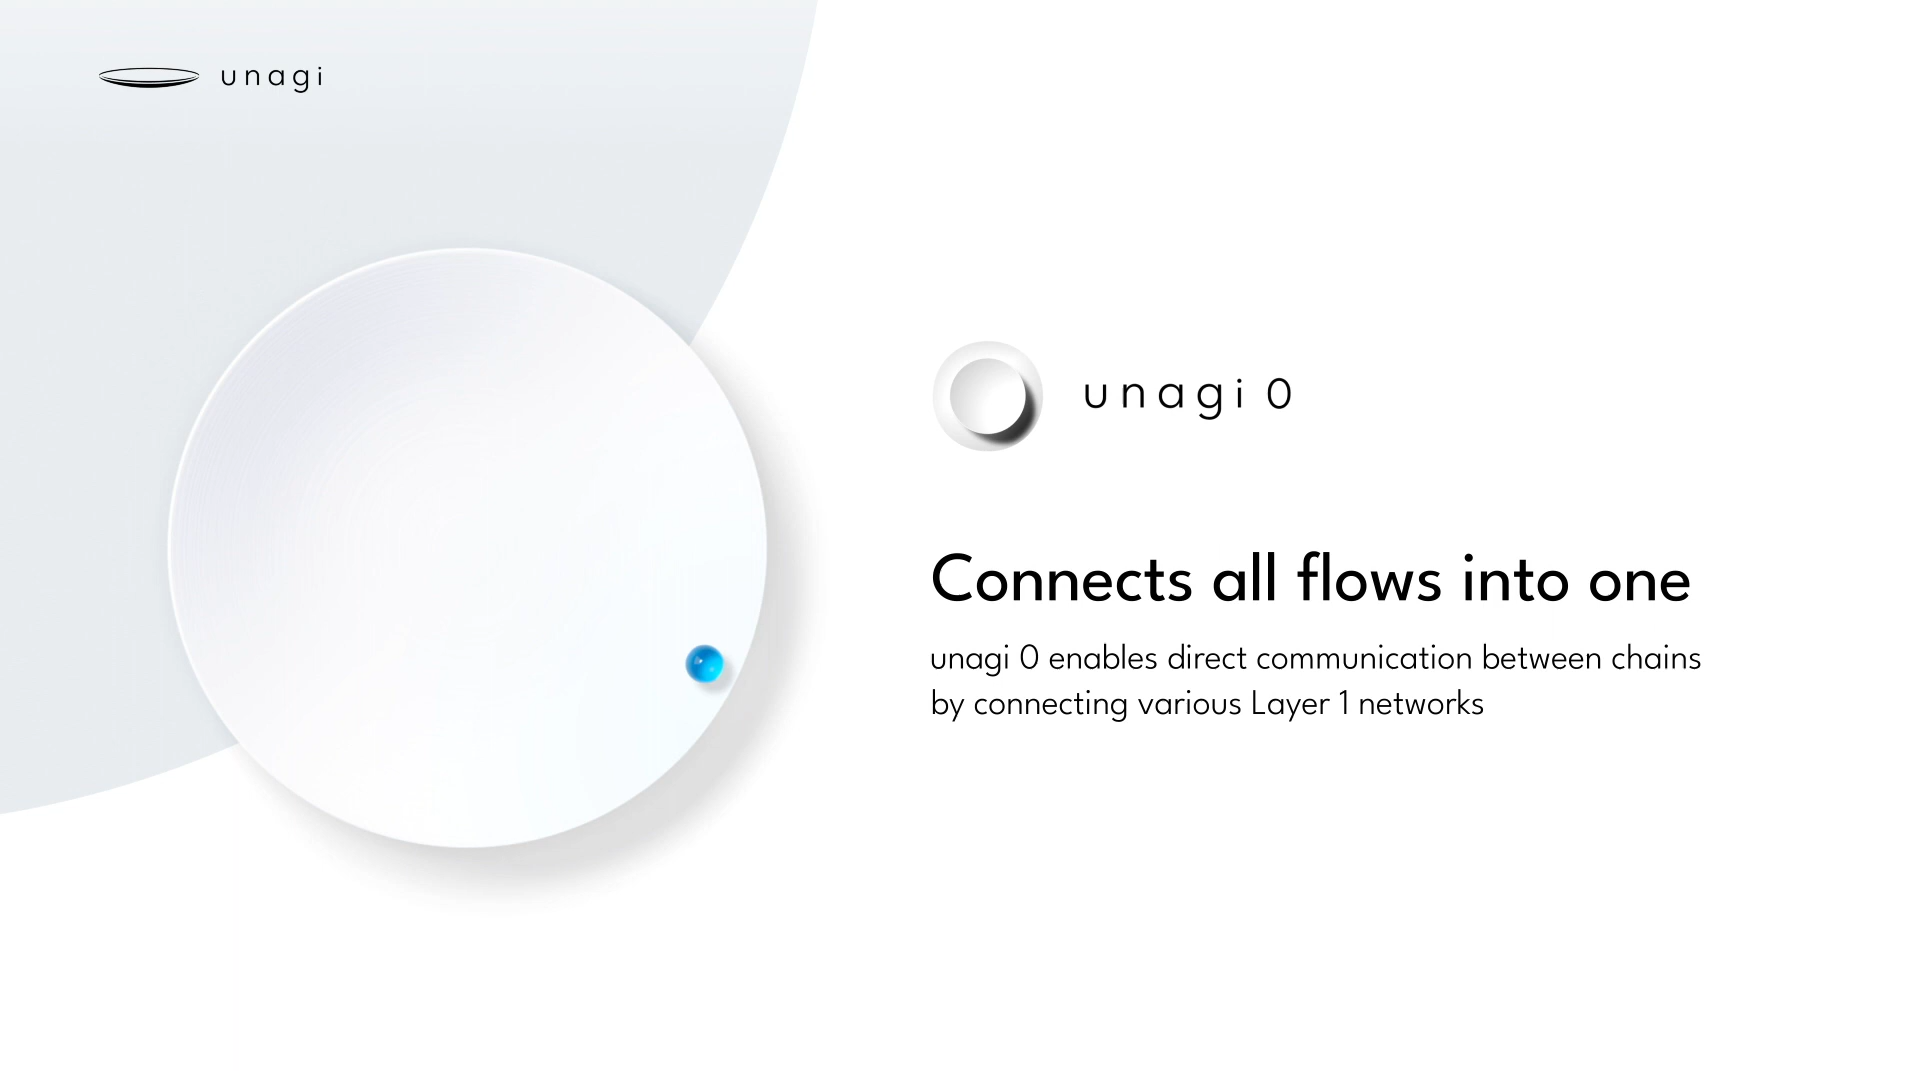 unagi
unagi 0
Connects all flows into one
unagi 0 enables direct communication between chains
by connecting various Layer 1 networks